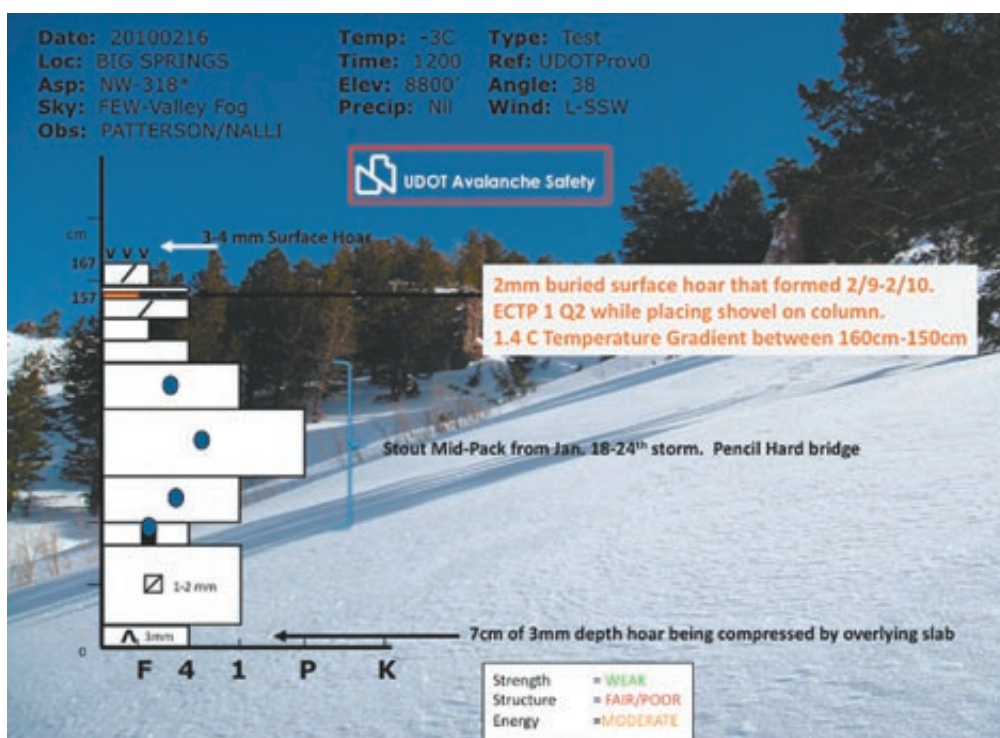 Date: 20100216 Temp: -3C Type: Test
Loc: BIG SPRINGS Time: 1200 Ref: UDOTProv0
Asp: NW-318* Elev: 8800' Angle: 38
Sky: FEW-Valley Fog Precip: Nil Wind: L-SSW
Obs: PATTERSON/NALLI
UDOT Avalanche Safety
cm
3-4 mm Surface Hoar
v v v
167
157
2mm buried surface hoar that formed 2/9-2/10.
ECTP 1 Q2 while placing shovel on column.
1.4 C Temperature Gradient between 160cm-150cm
Stout Mid-Pack from Jan. 18-24th storm. Pencil Hard bridge
1-2 mm
3mm
7cm of 3mm depth hoar being compressed by overlying slab
0
F 4 1 P K
Strength = WEAK
Structure = FAIR/POOR
Energy =MODERATE